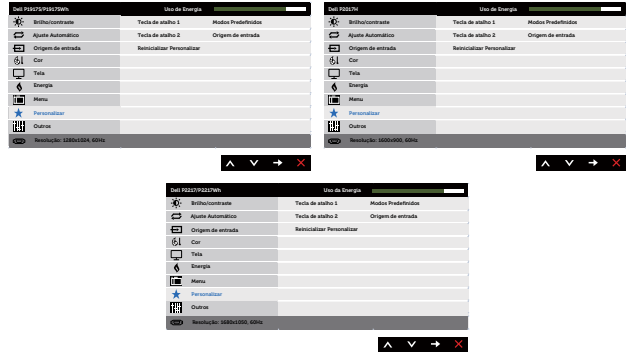 Dell P1917S/P1917SWh Uso de Energia
Brilho/contraste Tecla de atalho 1 Modos Predefinidos
Ajuste Automático Tecla de atalho 2 Origem de entrada
Origem de entrada Reinicializar Personalizar
Cor
Tela
Energia
Menu
Personalizar
Outros
Resolução: 1280x1024, 60Hz
Dell P2017H Uso de Energia
Brilho/contraste Tecla de atalho 1 Modos Predefinidos
Ajuste Automático Tecla de atalho 2 Origem de entrada
Origem de entrada Reinicializar Personalizar
Cor
Tela
Energia
Menu
Personalizar
Outros
Resolução: 1600x900, 60Hz
Dell P2217/P2217Wh Uso da Energia
Brilho/contraste Tecla de atalho 1 Modos Predefinidos
Ajuste Automático Tecla de atalho 2 Origem de entrada
Origem de entrada Reinicializar Personalizar
Cor
Tela
Energia
Menu
Personalizar
Outros
Resolução: 1680x1050, 60Hz